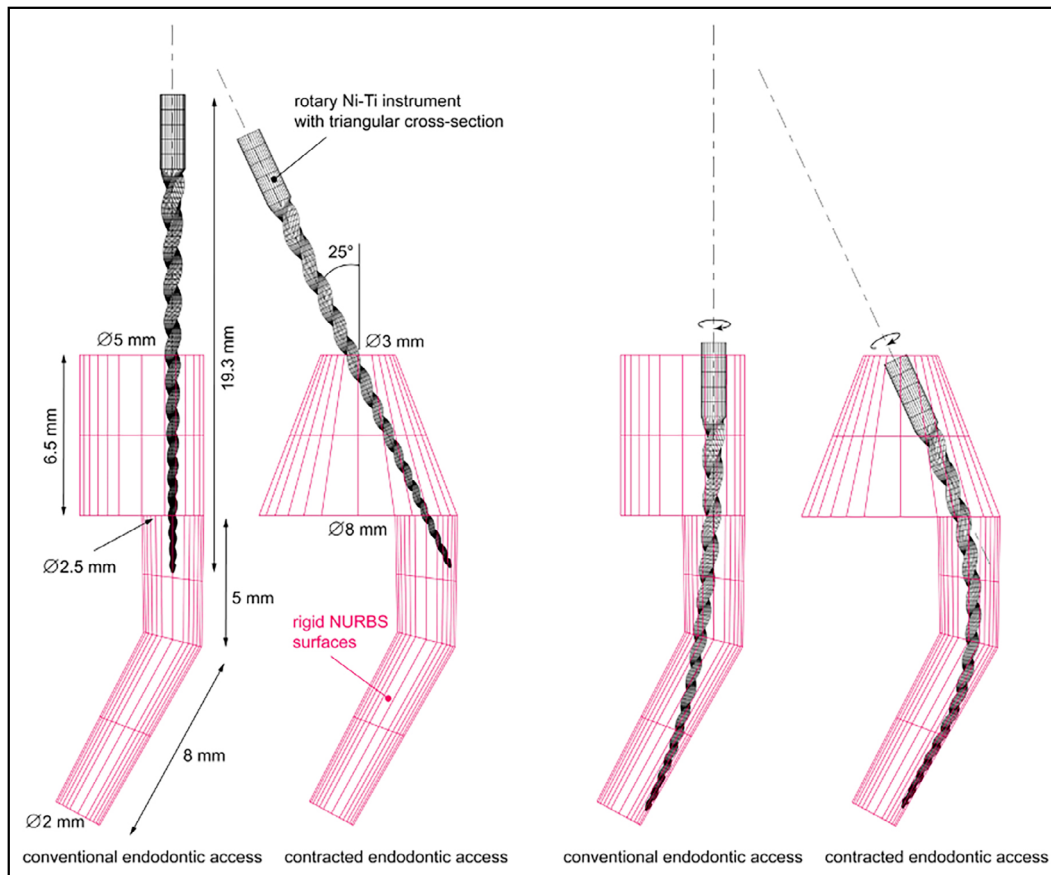 rotary Ni-Ti instrument
with triangular cross-section
25°
∅5 mm
∅3 mm
19.3 mm
6.5 mm
∅8 mm
∅2.5 mm
5 mm
rigid NURBS
surfaces
8 mm
∅2 mm
conventional endodontic access
contracted endodontic access
conventional endodontic access
contracted endodontic access